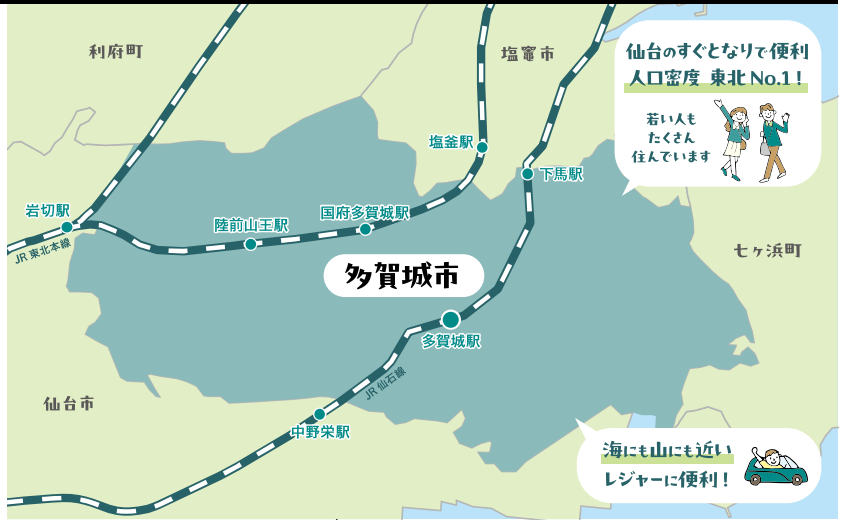 利府町
塩竈市
仙台のすぐとなりで便利
人口密度 東北No.1!
若い人も
たくさん
住んでいます
塩釜駅
下馬駅
岩切駅
陸前山王駅
国府多賀城駅
JR 東北本線
七ヶ浜町
多賀城市
多賀城駅
JR 仙石線
仙台市
中野栄駅
海にも山にも近い
レジャーに便利!